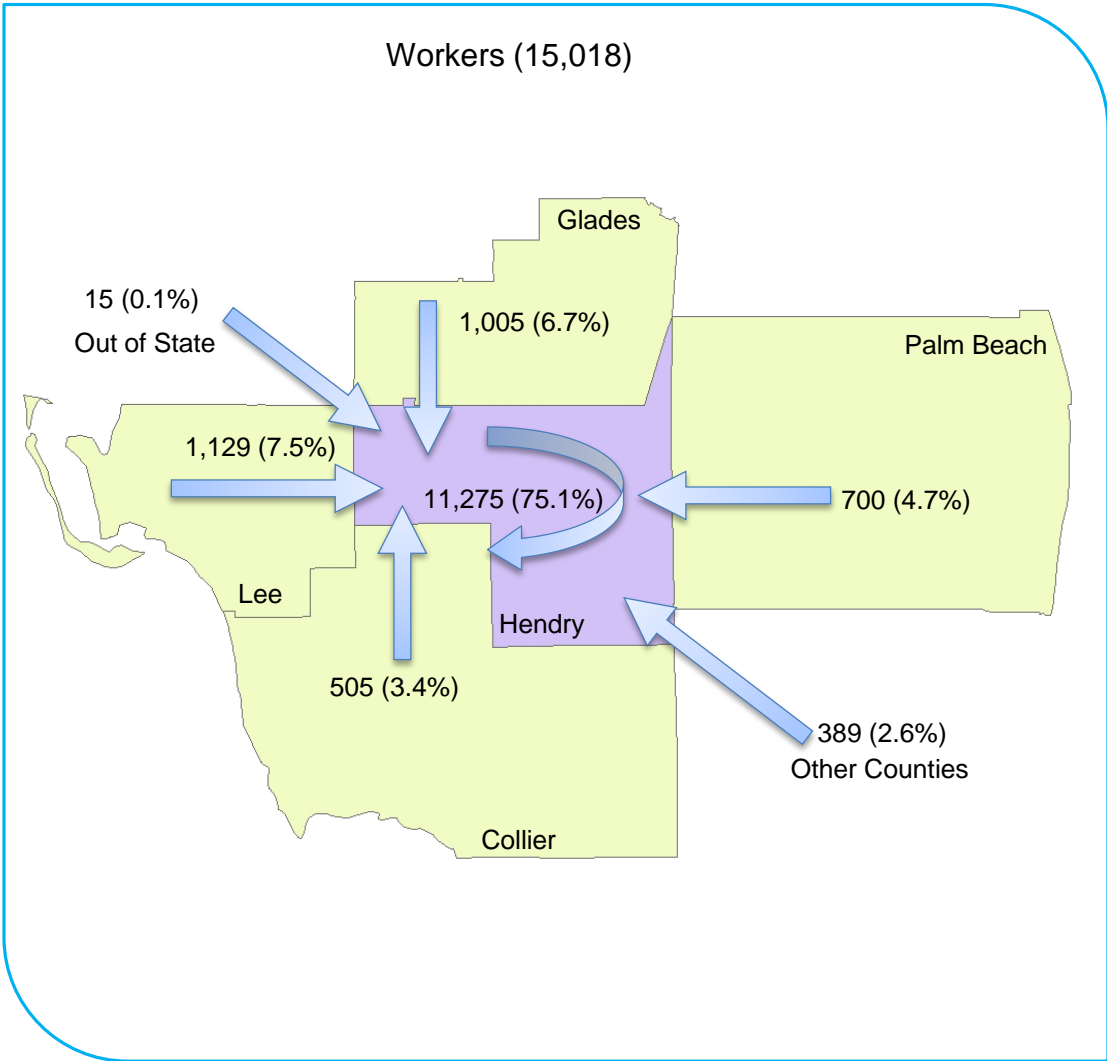 Workers (15,018)
Glades
15 (0.1%)
Out of State
1,005 (6.7%)
Palm Beach
1,129 (7.5%)
11,275 (75.1%)
700 (4.7%)
Lee
Hendry
505 (3.4%)
389 (2.6%)
Other Counties
Collier